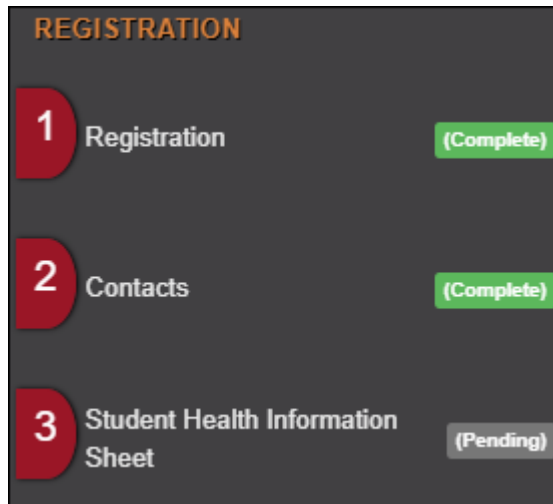 REGISTRATION
1 Registration (Complete)
2 Contacts (Complete)
3 Student Health Information
Sheet (Pending)